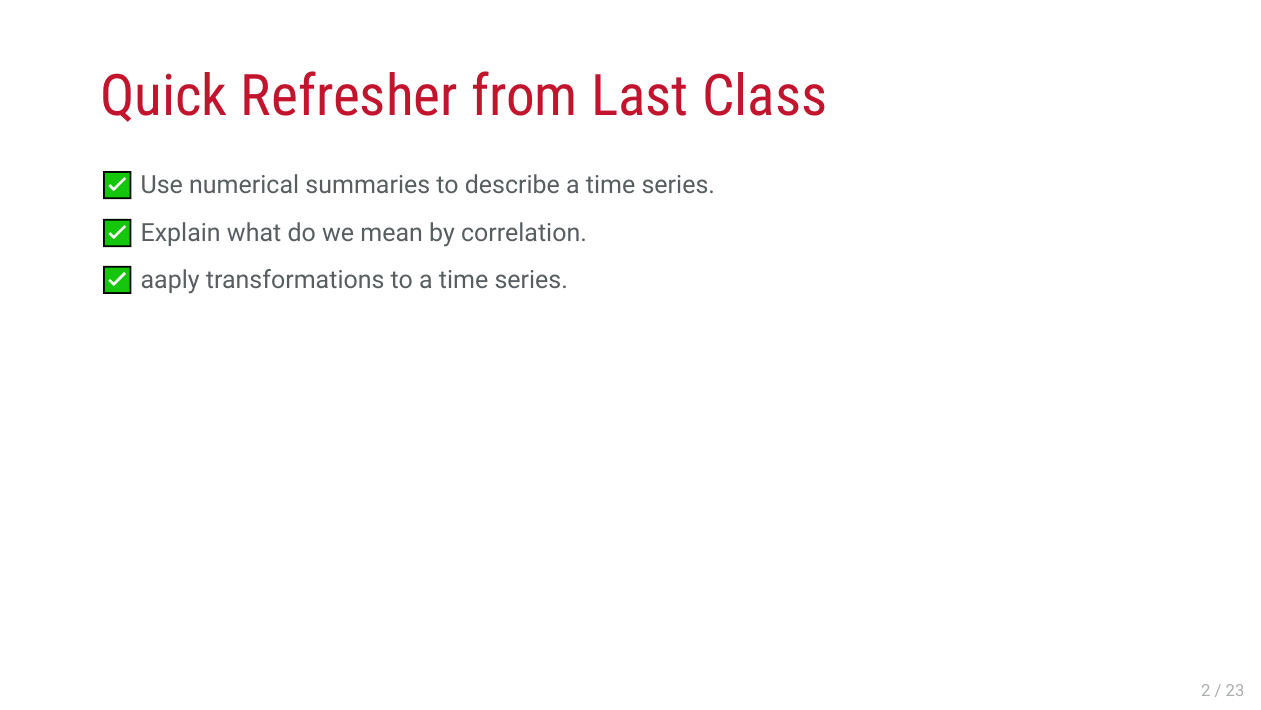 Quick Refresher from Last Class
✅ Use numerical summaries to describe a time series.
✅ Explain what do we mean by correlation.
✅ aaply transformations to a time series.
2 / 23